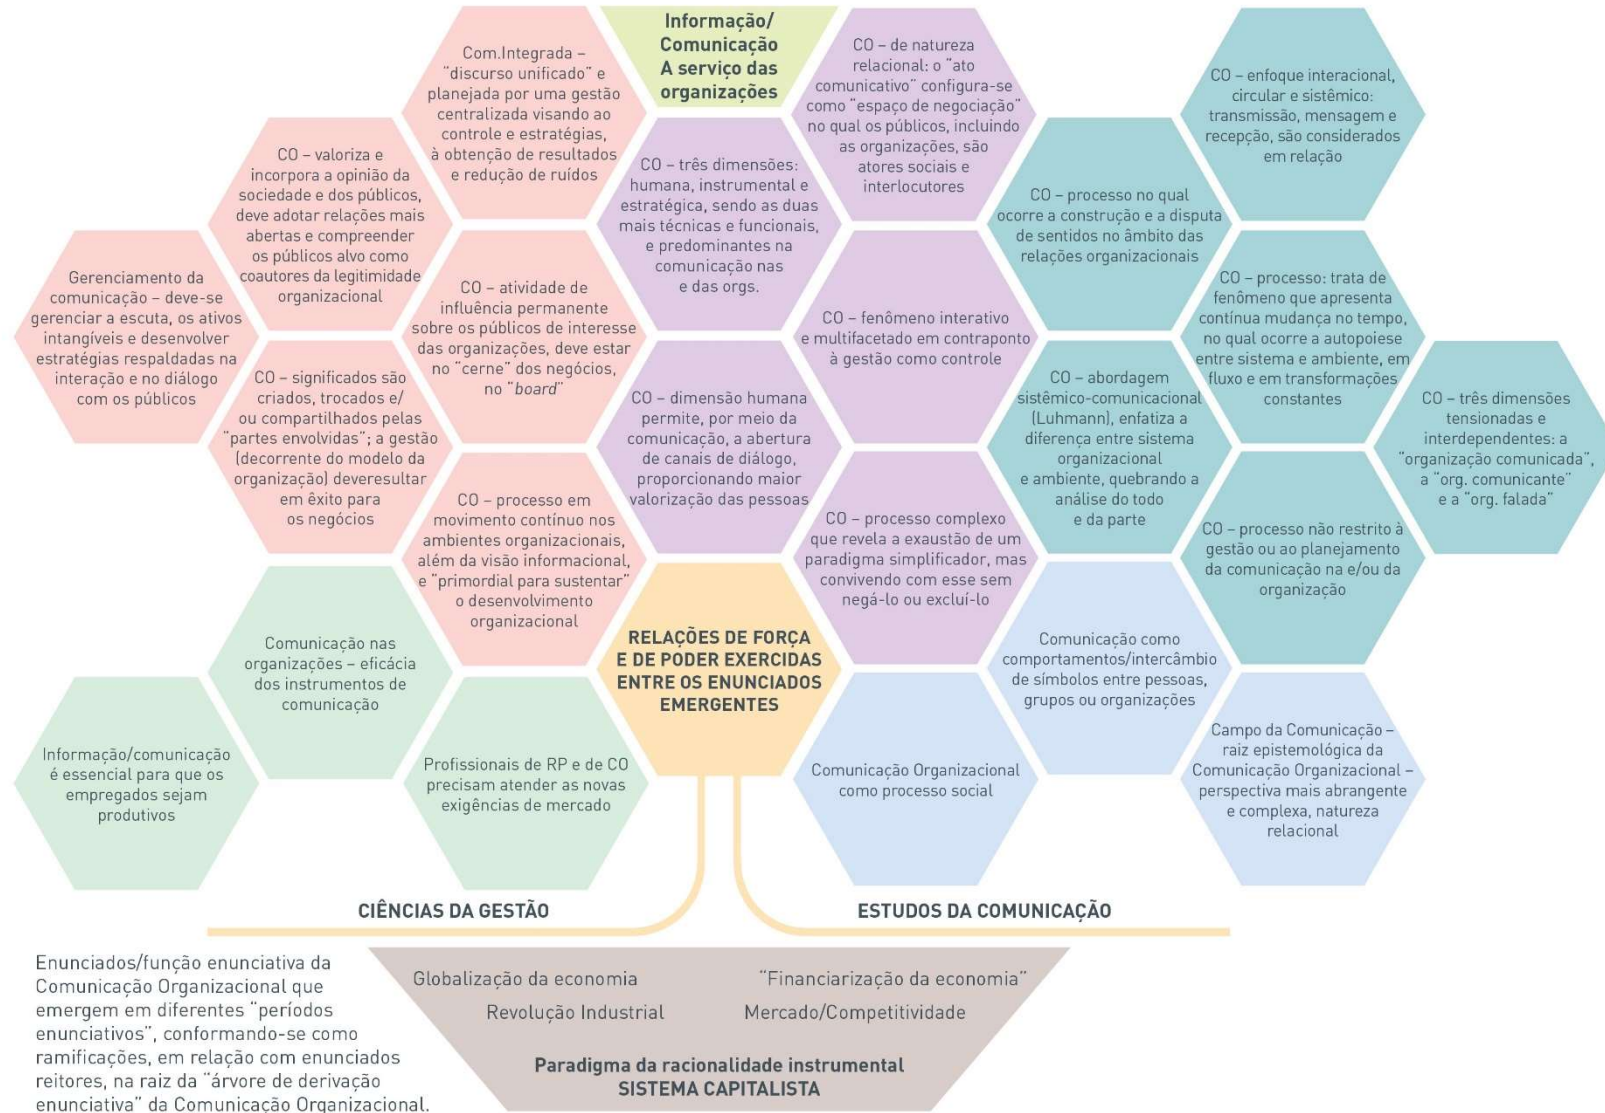 Informação/
Comunicação
A serviço das
organizações
Com.Integrada –
"discurso unificado" e
planejada por uma gestão
centralizada visando ao
controle e estratégias,
à obtenção de resultados
e redução de ruídos
CO – de natureza
relacional: o "ato
comunicativo" configura-se
como "espaço de negociação"
no qual os públicos, incluindo
as organizações, são
atores sociais e
interlocutores
CO – enfoque interacional,
circular e sistêmico:
transmissão, mensagem e
recepção, são considerados
em relação
CO – valoriza e
incorpora a opinião da
sociedade e dos públicos,
deve adotar relações mais
abertas e compreender
os públicos alvo como
coautores da legitimidade
organizacional
CO – três dimensões:
humana, instrumental e
estratégica, sendo as duas
mais técnicas e funcionais,
e predominantes na
comunicação nas
e das orgs.
CO – processo no qual
ocorre a construção e a disputa
de sentidos no âmbito das
relações organizacionais
Gerenciamento da
comunicação – deve-se
gerenciar a escuta, os ativos
intangíveis e desenvolver
estratégias respaldadas na
interação e no diálogo
com os públicos
CO – atividade de
influência permanente
sobre os públicos de interesse
das organizações, deve estar
no "cerne" dos negócios,
no "board"
CO – fenômeno interativo
e multifacetado em contraponto
à gestão como controle
CO – processo: trata de
fenômeno que apresenta
contínua mudança no tempo,
no qual ocorre a autopoiese
entre sistema e ambiente, em
fluxo e em transformações
constantes
CO – significados são
criados, trocados e/
ou compartilhados pelas
"partes envolvidas"; a gestão
(decorrente do modelo da
organização) deveresultar
em êxito para
os negócios
CO – dimensão humana
permite, por meio da
comunicação, a abertura
de canais de diálogo,
proporcionando maior
valorização das pessoas
CO – abordagem
sistêmico-comunicacional
(Luhmann), enfatiza a
diferença entre sistema
organizacional
e ambiente, quebrando a
análise do todo
e da parte
CO – três dimensões
tensionadas e
interdependentes: a
"organização comunicada",
a "org. comunicante"
e a "org. falada"
CO – processo em
movimento contínuo nos
ambientes organizacionais,
além da visão informacional,
e "primordial para sustentar"
o desenvolvimento
organizacional
CO – processo complexo
que revela a exaustão de um
paradigma simplificador, mas
convivendo com esse sem
negá-lo ou excluí-lo
CO – processo não restrito à
gestão ou ao planejamento
da comunicação na e/ou da
organização
Comunicação nas
organizações – eficácia
dos instrumentos de
comunicação
RELAÇÕES DE FORÇA
E DE PODER EXERCIDAS
ENTRE OS ENUNCIADOS
EMERGENTES
Comunicação como
comportamentos/intercâmbio
de símbolos entre pessoas,
grupos ou organizações
Informação/comunicação
é essencial para que os
empregados sejam
produtivos
Profissionais de RP e de CO
precisam atender as novas
exigências de mercado
Comunicação Organizacional
como processo social
Campo da Comunicação –
raiz epistemológica da
Comunicação Organizacional –
perspectiva mais abrangente
e complexa, natureza
relacional
CIÊNCIAS DA GESTÃO
ESTUDOS DA COMUNICAÇÃO
Enunciados/função enunciativa da
Comunicação Organizacional que
emergem em diferentes "períodos
enunciativos", conformando-se como
ramificações, em relação com enunciados
reitores, na raiz da "árvore de derivação
enunciativa" da Comunicação Organizacional.
Globalização da economia
"Financiarização da economia"
Revolução Industrial
Mercado/Competitividade
Paradigma da racionalidade instrumental
SISTEMA CAPITALISTA